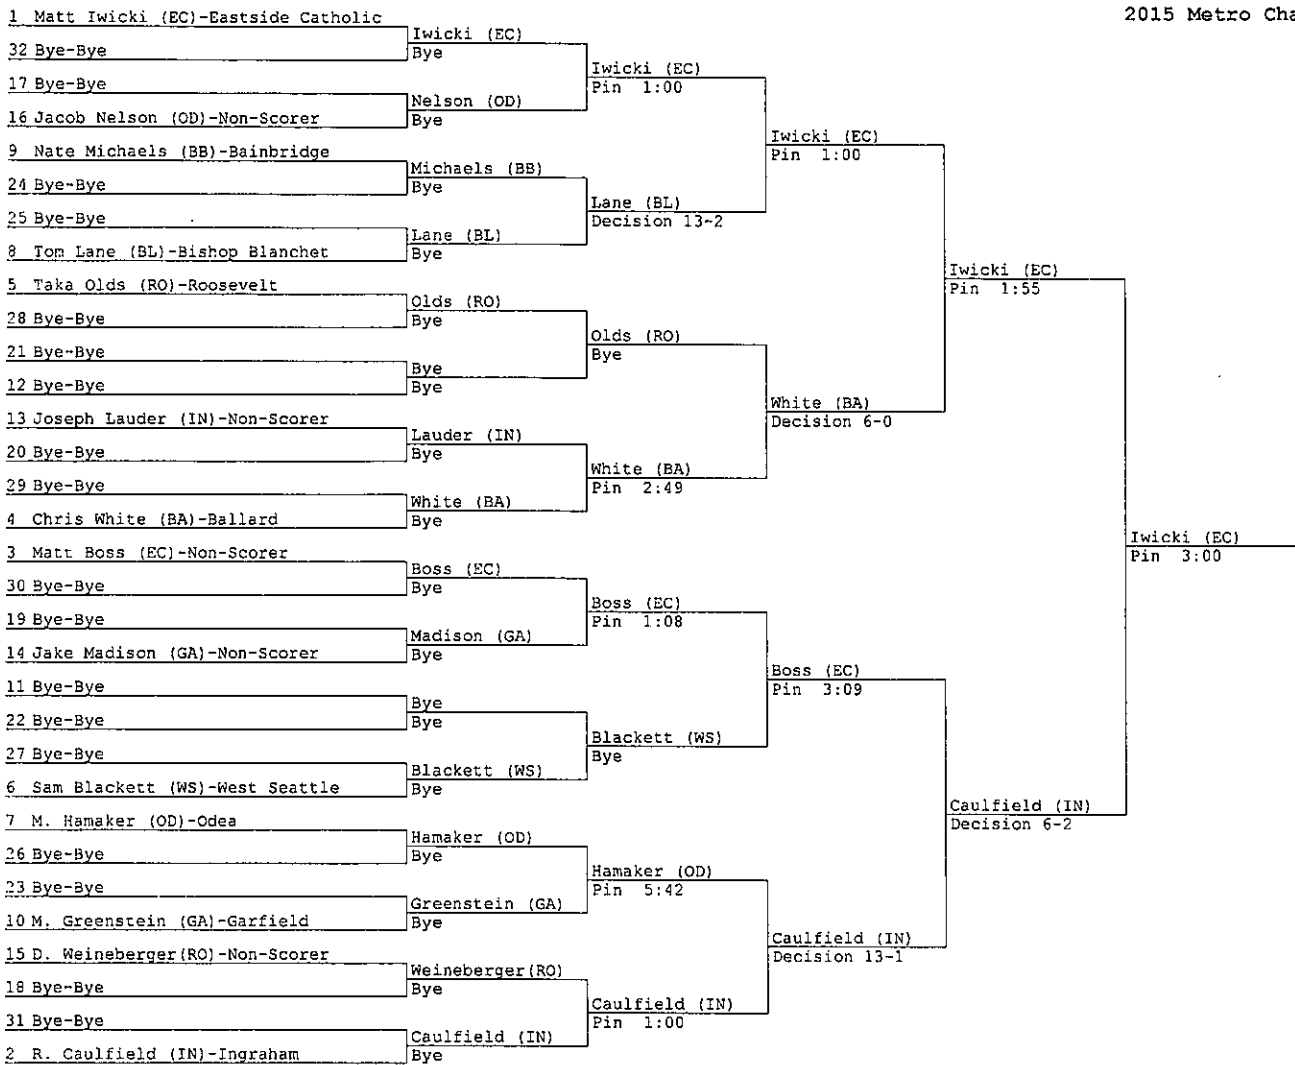 2015 Metro Cha
1 Matt Iwicki (EC)-Eastside Catholic
32 Bye-Bye
17 Bye-Bye
16 Jacob Nelson (OD)-Non-Scorer
9 Nate Michaels (BB)-Bainbridge
24 Bye-Bye
25 Bye-Bye
8 Tom Lane (BL)-Bishop Blanchet
5 Taka Olds (RO)-Roosevelt
28 Bye-Bye
21 Bye-Bye
12 Bye-Bye
13 Joseph Lauder (IN)-Non-Scorer
20 Bye-Bye
29 Bye-Bye
4 Chris White (BA)-Ballard
3 Matt Boss (EC)-Non-Scorer
30 Bye-Bye
19 Bye-Bye
14 Jake Madison (GA)-Non-Scorer
11 Bye-Bye
22 Bye-Bye
27 Bye-Bye
6 Sam Blackett (WS)-West Seattle
7 M. Hamaker (OD)-Odea
26 Bye-Bye
23 Bye-Bye
10 M. Greenstein (GA)-Garfield
15 D. Weineberger(RO)-Non-Scorer
18 Bye-Bye
31 Bye-Bye
2 R. Caulfield (IN)-Ingraham
Iwicki (EC)
Bye
Nelson (OD)
Bye
Michaels (BB)
Bye
Lane (BL)
Bye
Olds (RO)
Bye
Bye
Bye
Lauder (IN)
Bye
White (BA)
Bye
Boss (EC)
Bye
Madison (GA)
Bye
Bye
Bye
Blackett (WS)
Bye
Hamaker (OD)
Bye
Greenstein (GA)
Bye
Weineberger(RO)
Bye
Caulfield (IN)
Bye
Iwicki (EC)
Pin 1:00
Lane (BL)
Decision 13-2
Olds (RO)
Bye
White (BA)
Pin 2:49
Boss (EC)
Pin 1:08
Blackett (WS)
Bye
Hamaker (OD)
Pin 5:42
Caulfield (IN)
Pin 1:00
Iwicki (EC)
Pin 1:00
White (BA)
Decision 6-0
Boss (EC)
Pin 3:09
Caulfield (IN)
Decision 13-1
Iwicki (EC)
Pin 1:55
Caulfield (IN)
Decision 6-2
Iwicki (EC)
Pin 3:00